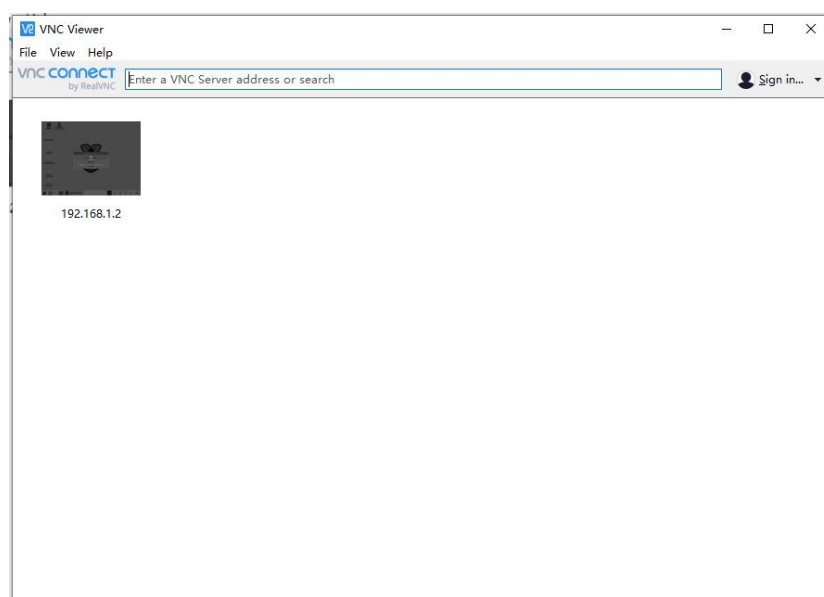 VNC Viewer
File View Help
vnc connect
by RealVNC
Enter a VNC Server address or search
Sign in...
192.168.1.2